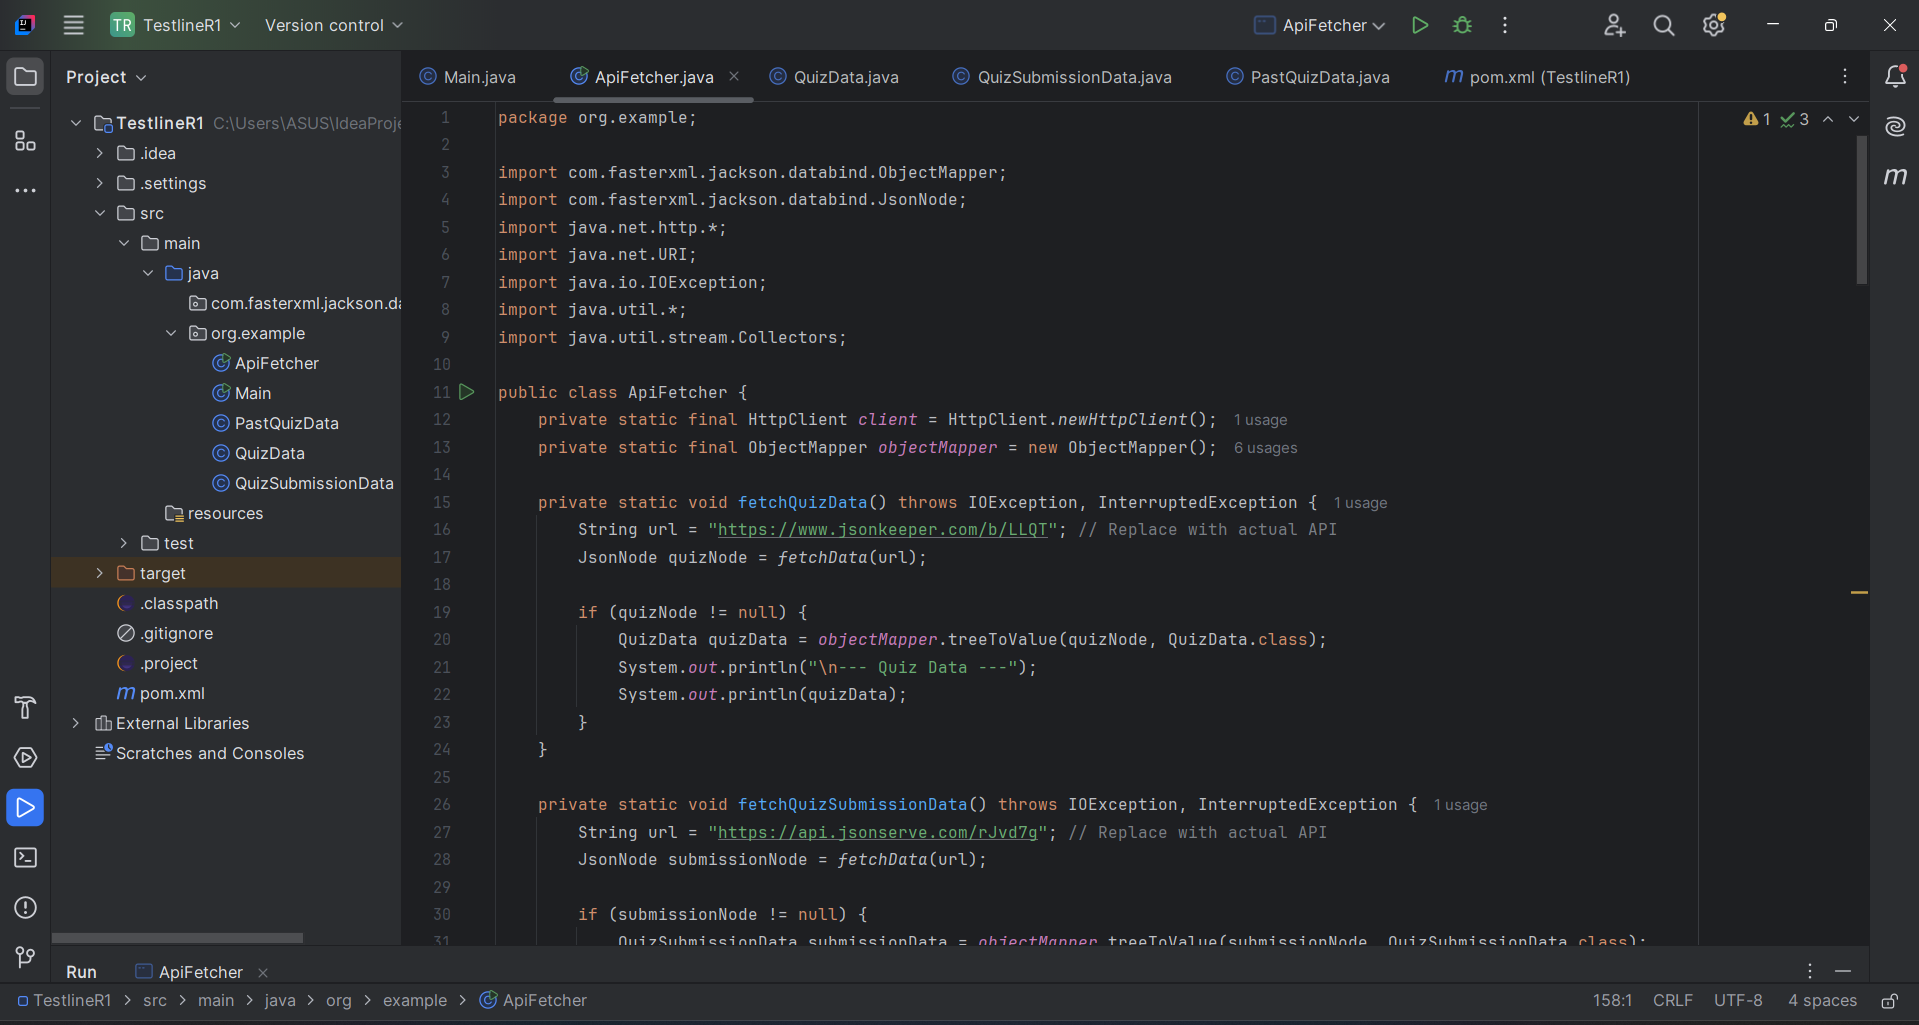 TR TestlineR1 Version control ApiFetcher
Project
Main.java ApiFetcher.java QuizData.java QuizSubmissionData.java PastQuizData.java pom.xml (TestlineR1)
TestlineR1 C:\Users\ASUS\IdeaProje
.idea
.settings
src
main
java
com.fasterxml.jackson.da
org.example
ApiFetcher
Main
PastQuizData
QuizData
QuizSubmissionData
resources
test
target
.classpath
.gitignore
.project
pom.xml
External Libraries
Scratches and Consoles
1 package org.example;
2
3 import com.fasterxml.jackson.databind.ObjectMapper;
4 import com.fasterxml.jackson.databind.JsonNode;
5 import java.net.http.*;
6 import java.net.URI;
7 import java.io.IOException;
8 import java.util.*;
9 import java.util.stream.Collectors;
10
11 public class ApiFetcher {
12 private static final HttpClient client = HttpClient.newHttpClient(); 1 usage
13 private static final ObjectMapper objectMapper = new ObjectMapper(); 6 usages
14
15 private static void fetchQuizData() throws IOException, InterruptedException { 1 usage
16 String url = "https://www.jsonkeeper.com/b/LLQT"; // Replace with actual API
17 JsonNode quizNode = fetchData(url);
18
19 if (quizNode != null) {
20 QuizData quizData = objectMapper.treeToValue(quizNode, QuizData.class);
21 System.out.println("\n--- Quiz Data ---");
22 System.out.println(quizData);
23 }
24 }
25
26 private static void fetchQuizSubmissionData() throws IOException, InterruptedException { 1 usage
27 String url = "https://api.jsonserve.com/rJvd7g"; // Replace with actual API
28 JsonNode submissionNode = fetchData(url);
29
30 if (submissionNode != null) {
31 QuizSubmissionData submissionData = objectMapper.treeToValue(submissionNode, QuizSubmissionData.class);
1 3
Run ApiFetcher
TestlineR1 > src > main > java > org > example > ApiFetcher 158:1 CRLF UTF-8 4 spaces